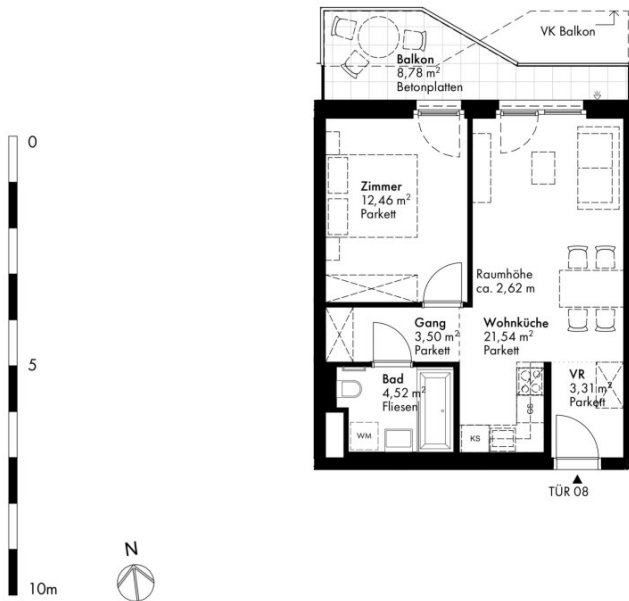 VK Balkon
Balkon
8,78 m²
Betonplatten
0
Zimmer
12,46 m²
Parkett
Raumhöhe
ca. 2,62 m
Gang
3,50 m²
Parkett
Wohnküche
21,54 m²
Parkett
5
Bad
4,52 m²
Fliesen
VR
3,31 m²
Parkett
GS
WM
KS
TÜR 08
N
10m